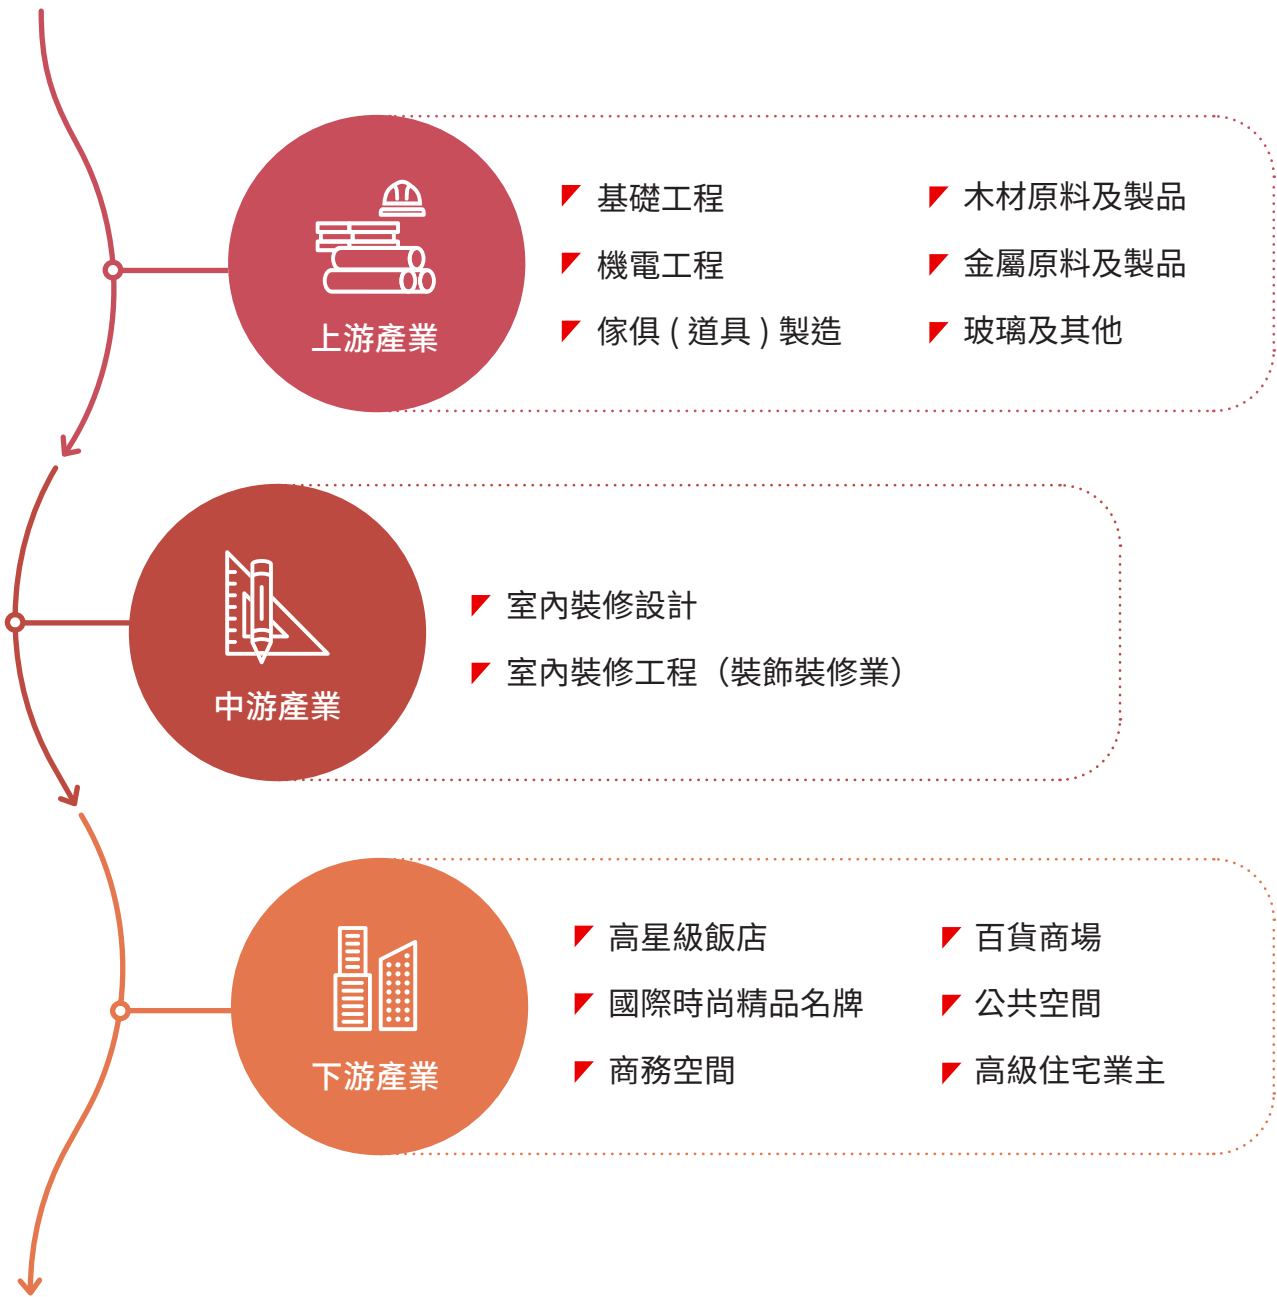 上游產業
基礎工程
機電工程
傢俱 ( 道具 ) 製造
木材原料及製品
金屬原料及製品
玻璃及其他
中游產業
室內裝修設計
室內裝修工程（裝飾裝修業）
下游產業
高星級飯店
國際時尚精品名牌
商務空間
百貨商場
公共空間
高級住宅業主